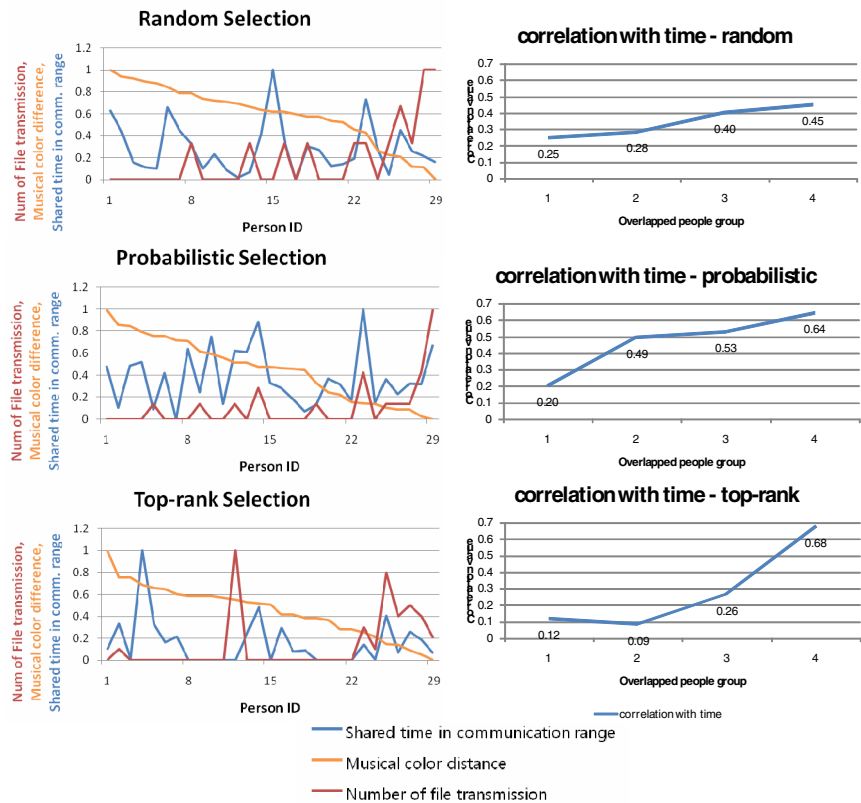 Random Selection
Num of File transmission,
Musical color difference,
Shared time in comm. range
1.2
1
0.8
0.6
0.4
0.2
0
1 8 15 22 29
Person ID
correlation with time - random
0.7
0.6
0.5
0.4
0.3
0.2
0.1
0
0.25 0.28 0.40 0.45
1 2 3 4
Overlapped people group
Probabilistic Selection
Num of File transmission,
Musical color difference,
Shared time in comm. range
1.2
1
0.8
0.6
0.4
0.2
0
1 8 15 22 29
Person ID
correlation with time - probabilistic
0.7
0.6
0.5
0.4
0.3
0.2
0.1
0
0.20 0.49 0.53 0.64
1 2 3 4
Overlapped people group
Top-rank Selection
Num of File transmission,
Musical color difference,
Shared time in comm. range
1.2
1
0.8
0.6
0.4
0.2
0
1 8 15 22 29
Person ID
correlation with time - top-rank
0.7
0.6
0.5
0.4
0.3
0.2
0.1
0
0.12 0.09 0.26 0.68
1 2 3 4
Overlapped people group
correlation with time
Shared time in communication range
Musical color distance
Number of file transmission